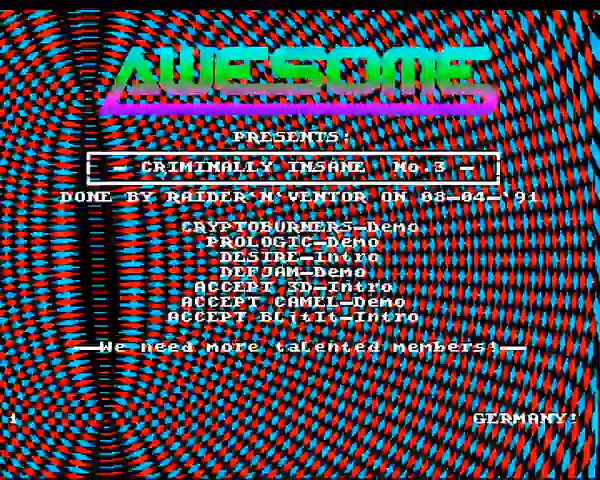 AWESOME
PRESENTS:
- CRIMINALLY INSANE No.3 -
DONE BY RAIDER'N'VENTOR ON 08-04-'91
CRYPTOBURNERS-Demo
PROLOGIC-Demo
DESIRE-Intro
DEFJAM-Demo
ACCEPT 3D-Intro
ACCEPT CAMEL-Demo
ACCEPT BLitIt-Intro
--We need more talented members!--
GERMANY!